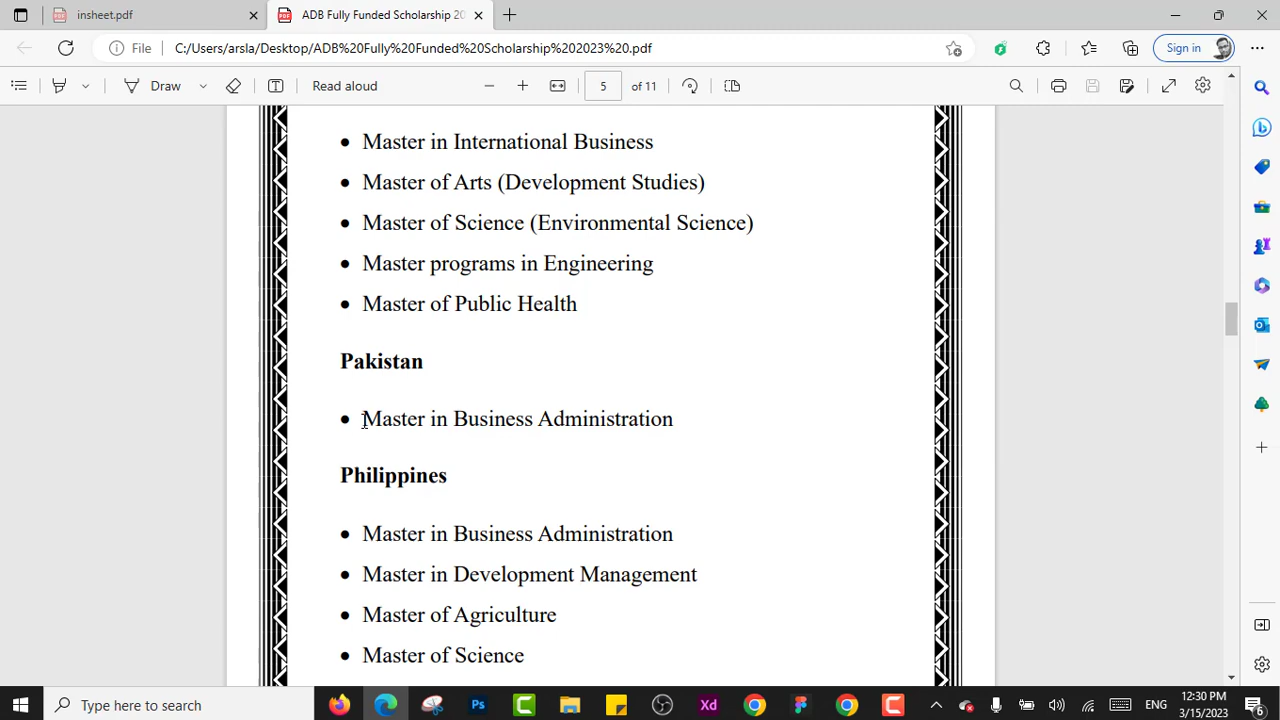 insheet.pdf
ADB Fully Funded Scholarship 20
File
C:/Users/arsla/Desktop/ADB%20Fully%20Funded%20Scholarship%202023%20.pdf
Sign in
Draw
Read aloud
5
of 11
• Master in International Business
• Master of Arts (Development Studies)
• Master of Science (Environmental Science)
• Master programs in Engineering
• Master of Public Health
Pakistan
• Master in Business Administration
Philippines
• Master in Business Administration
• Master in Development Management
• Master of Agriculture
• Master of Science
Type here to search
Ps
Xd
ENG
12:30 PM
3/15/2023
6